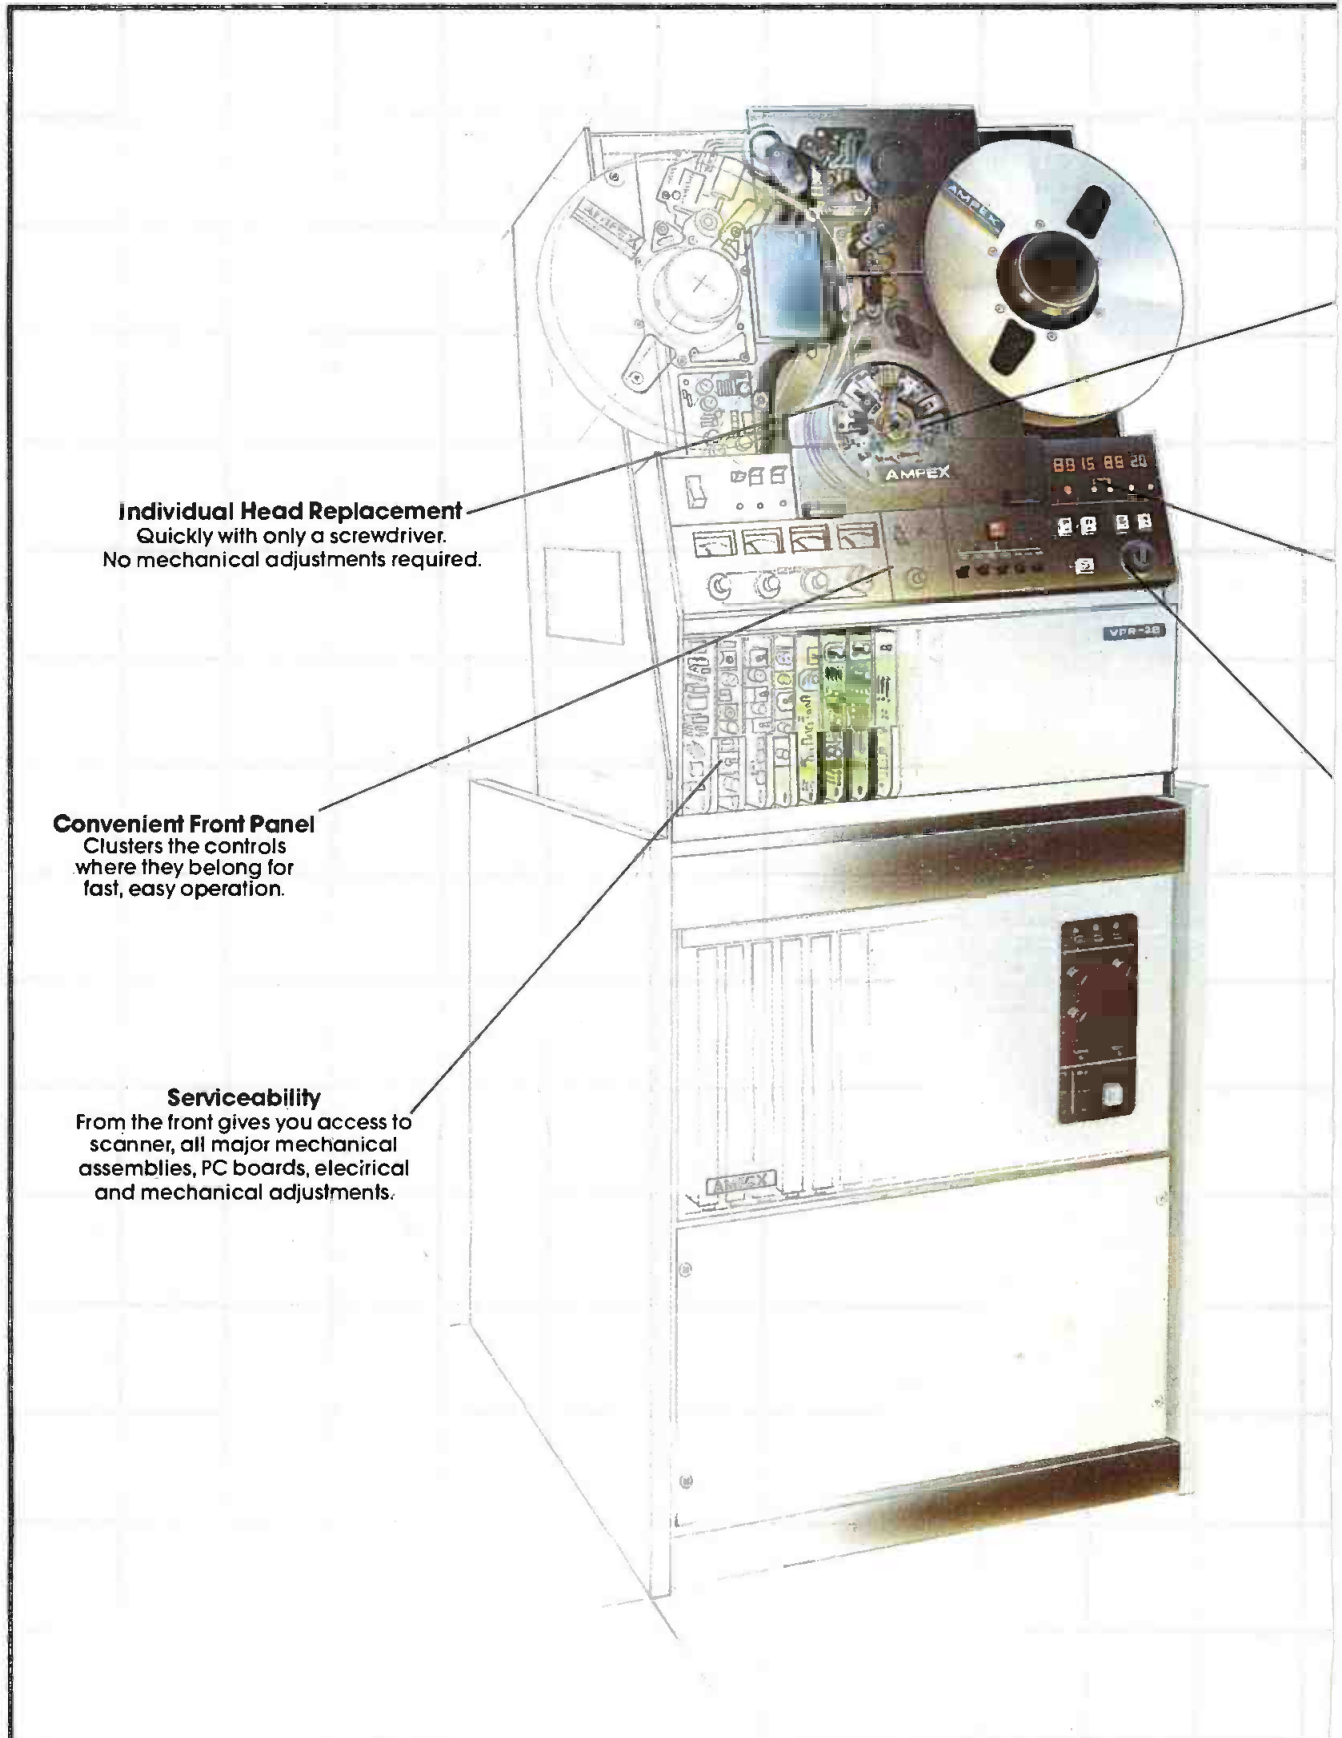 AMPEX
AMPEX
AMPEX
Individual Head Replacement
Quickly with only a screwdriver.
No mechanical adjustments required.
VPR-2B
Convenient Front Panel
Clusters the controls
where they belong for
fast, easy operation.
Serviceability
From the front gives you access to
scanner, all major mechanical
assemblies, PC boards, electrical
and mechanical adjustments.
AMPEX